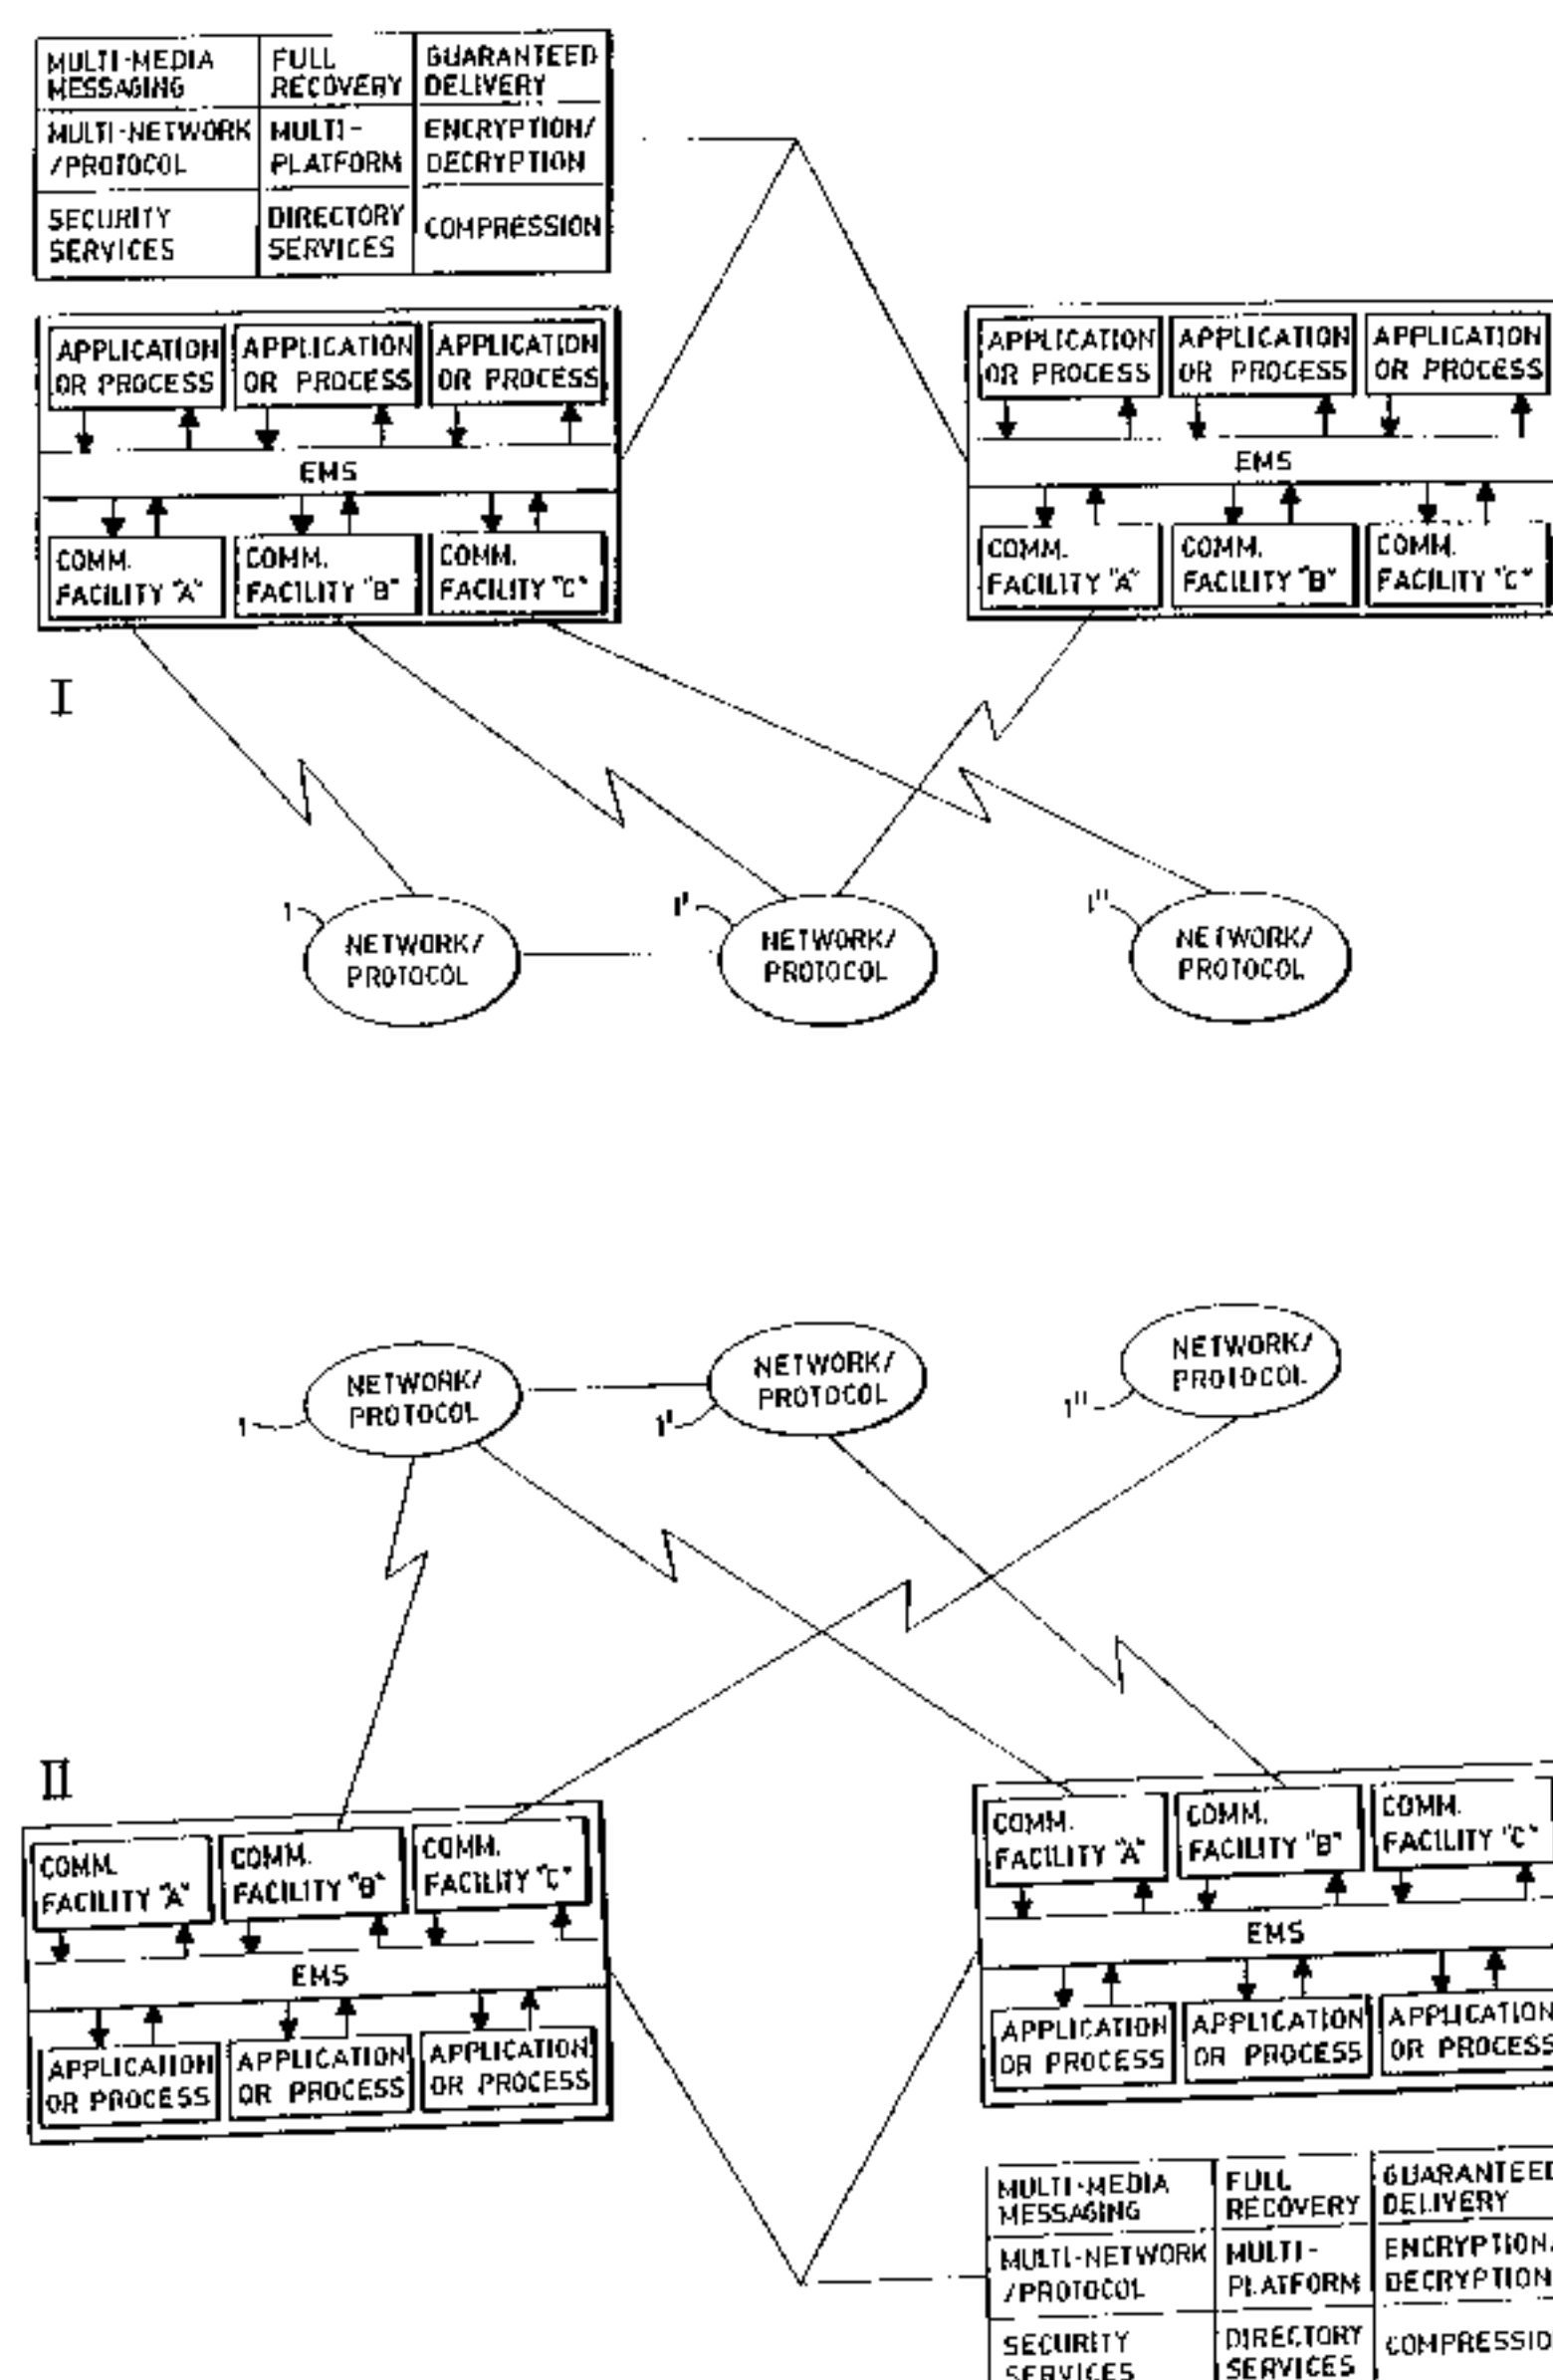 MULTI-MEDIA MESSAGING
FULL RECOVERY
GUARANTEED DELIVERY
MULTI-NETWORK /PROTOCOL
MULTI-PLATFORM
ENCRYPTION/ DECRYPTION
SECURITY SERVICES
DIRECTORY SERVICES
COMPRESSION
APPLICATION OR PROCESS
APPLICATION OR PROCESS
APPLICATION OR PROCESS
EMS
COMM. FACILITY "A"
COMM. FACILITY "B"
COMM. FACILITY "C"
APPLICATION OR PROCESS
APPLICATION OR PROCESS
APPLICATION OR PROCESS
EMS
COMM. FACILITY "A"
COMM. FACILITY "B"
COMM. FACILITY "C"
I
1
NETWORK/ PROTOCOL
1'
NETWORK/ PROTOCOL
1"
NETWORK/ PROTOCOL
NETWORK/ PROTOCOL
1
NETWORK/ PROTOCOL
1'
NETWORK/ PROTOCOL
1"
II
COMM. FACILITY "A"
COMM. FACILITY "B"
COMM. FACILITY "C"
EMS
APPLICATION OR PROCESS
APPLICATION OR PROCESS
APPLICATION OR PROCESS
COMM. FACILITY "A"
COMM. FACILITY "B"
COMM. FACILITY "C"
EMS
APPLICATION OR PROCESS
APPLICATION OR PROCESS
APPLICATION OR PROCESS
MULTI-MEDIA MESSAGING
FULL RECOVERY
GUARANTEED DELIVERY
MULTI-NETWORK /PROTOCOL
MULTI-PLATFORM
ENCRYPTION/ DECRYPTION
SECURITY SERVICES
DIRECTORY SERVICES
COMPRESSIO